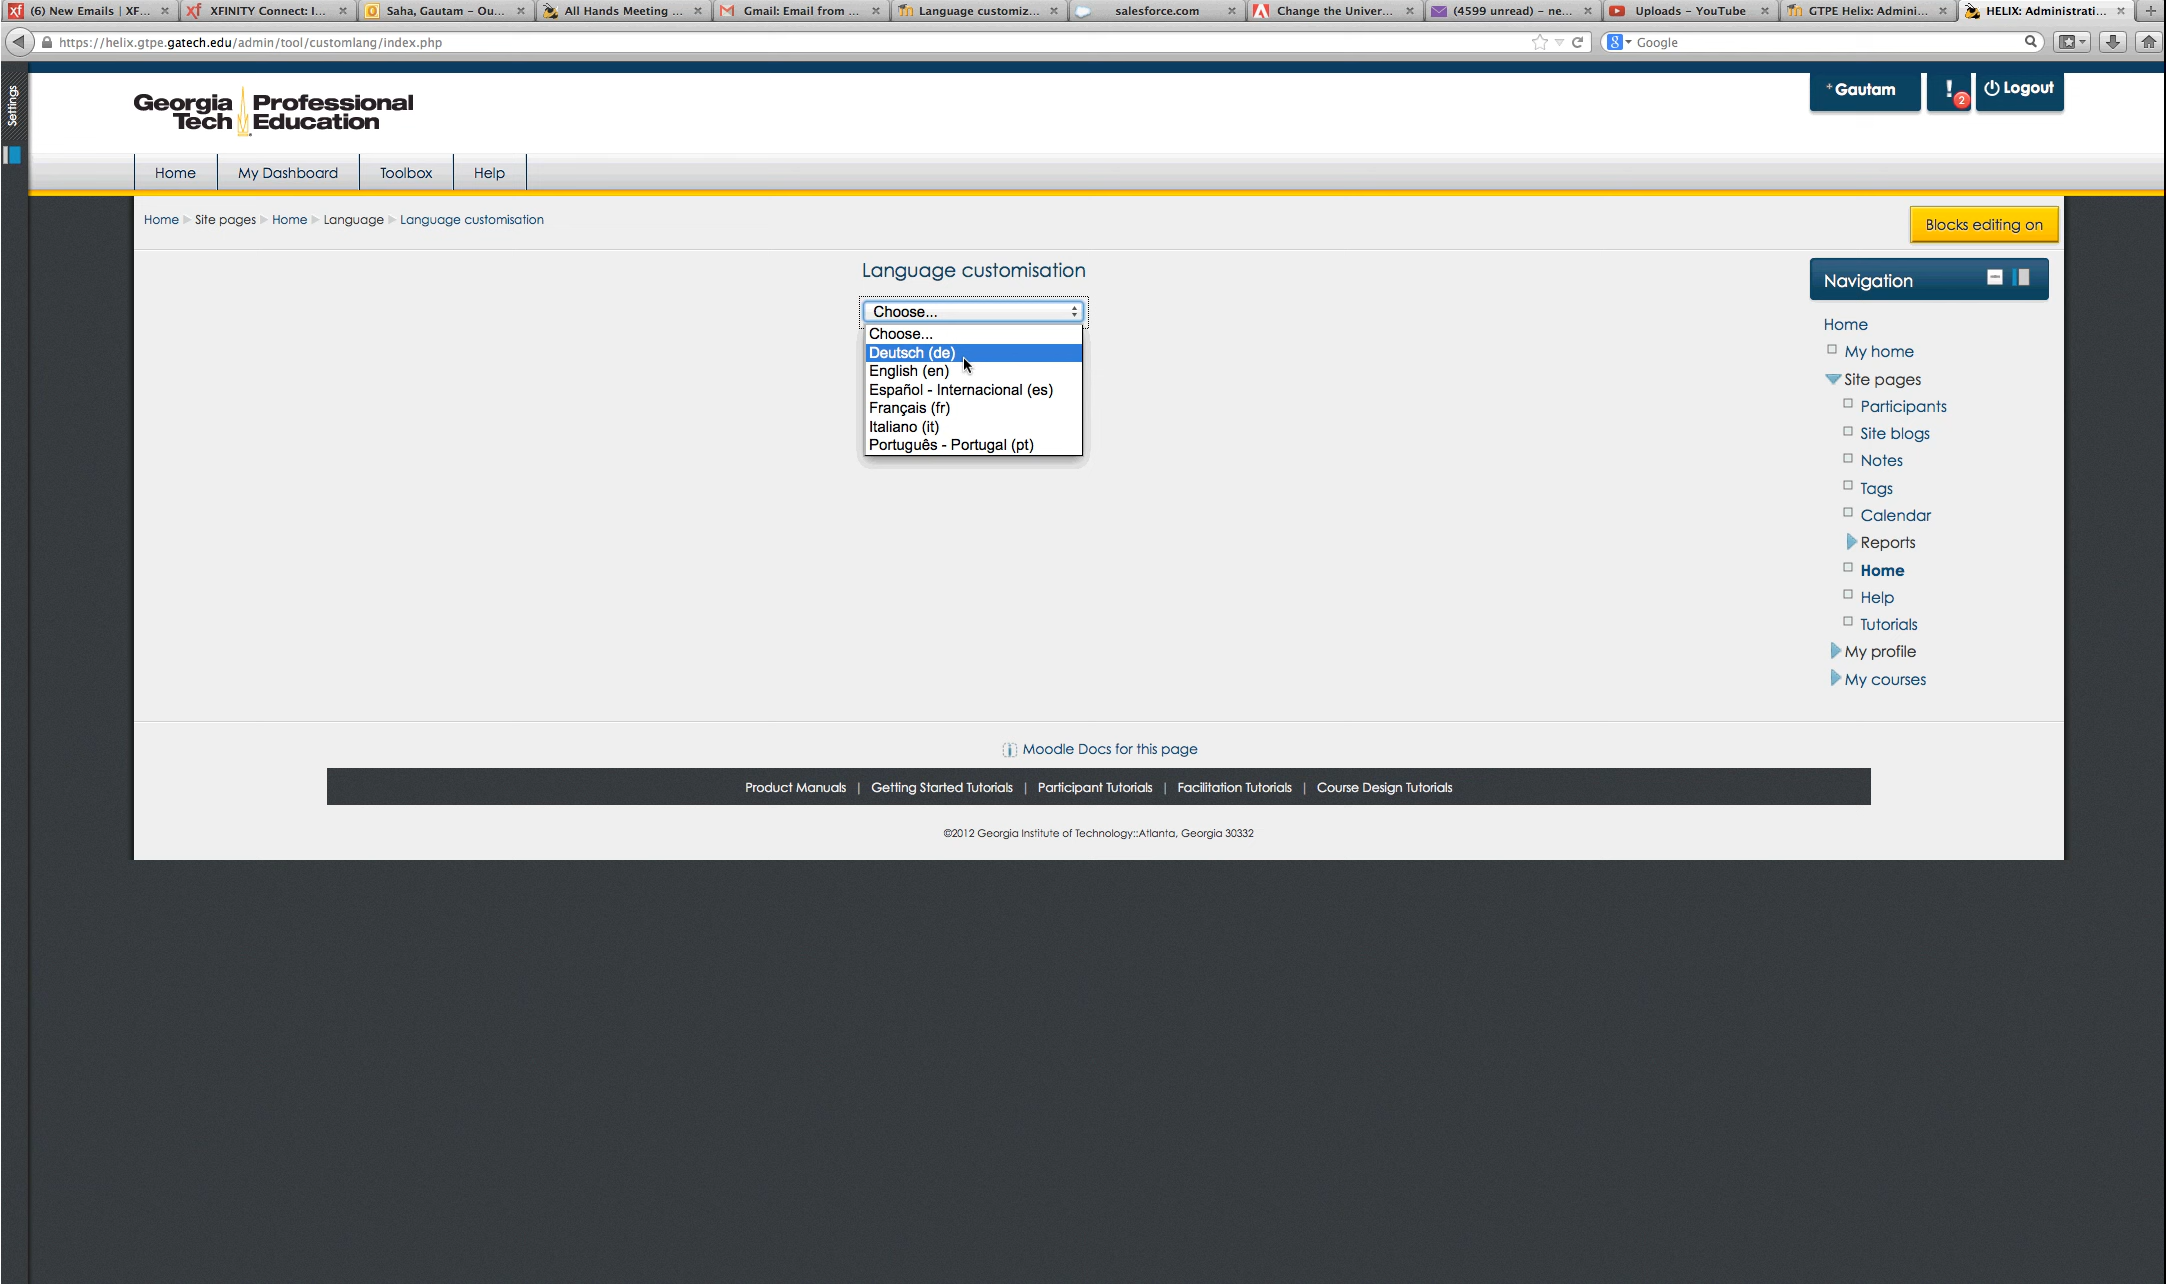 (6) New Emails | XF...
XFINITY Connect: I...
Saha, Gautam – Ou...
All Hands Meeting ...
Gmail: Email from ...
Language customiz...
salesforce.com
Change the Univer...
(4599 unread) – ne...
Uploads – YouTube
GTPE Helix: Admini...
HELIX: Administrati...
https://helix.gtpe.gatech.edu/admin/tool/customlang/index.php
Google
Settings
Georgia Tech
Professional Education
+ Gautam
! 2
Logout
Home
My Dashboard
Toolbox
Help
Home Site pages Home Language Language customisation
Blocks editing on
Language customisation
Choose...
Choose...
Deutsch (de)
English (en)
Español - Internacional (es)
Français (fr)
Italiano (it)
Português - Portugal (pt)
Navigation
Home
My home
Site pages
Participants
Site blogs
Notes
Tags
Calendar
Reports
Home
Help
Tutorials
My profile
My courses
Moodle Docs for this page
Product Manuals | Getting Started Tutorials | Participant Tutorials | Facilitation Tutorials | Course Design Tutorials
©2012 Georgia Institute of Technology::Atlanta, Georgia 30332